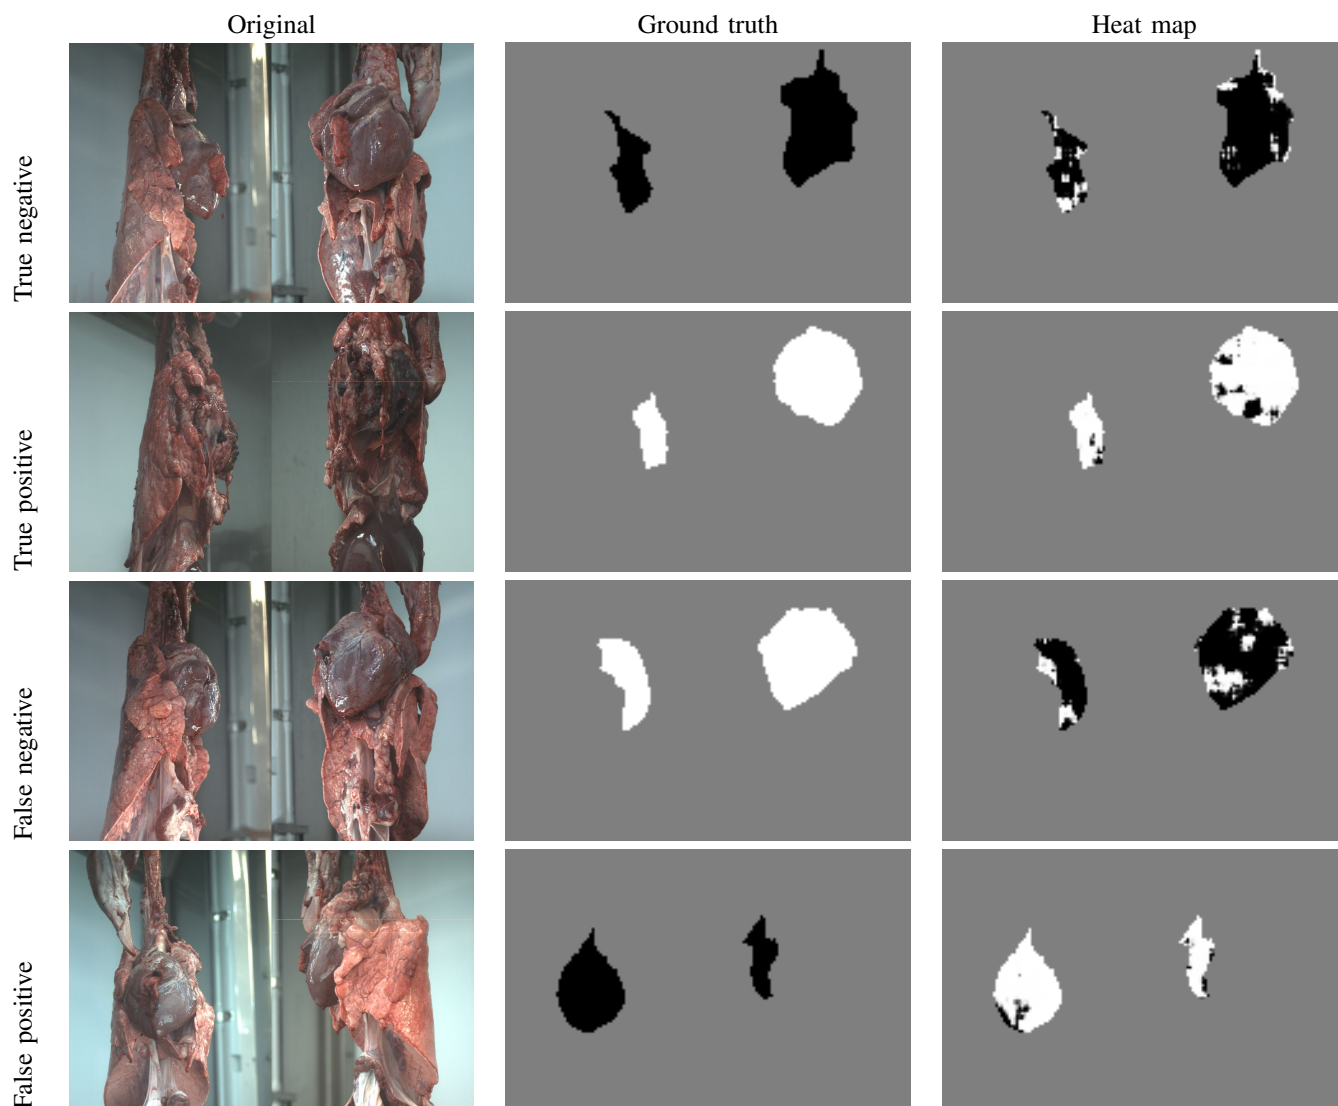 Original
Ground truth
Heat map
True negative
True positive
False negative
False positive